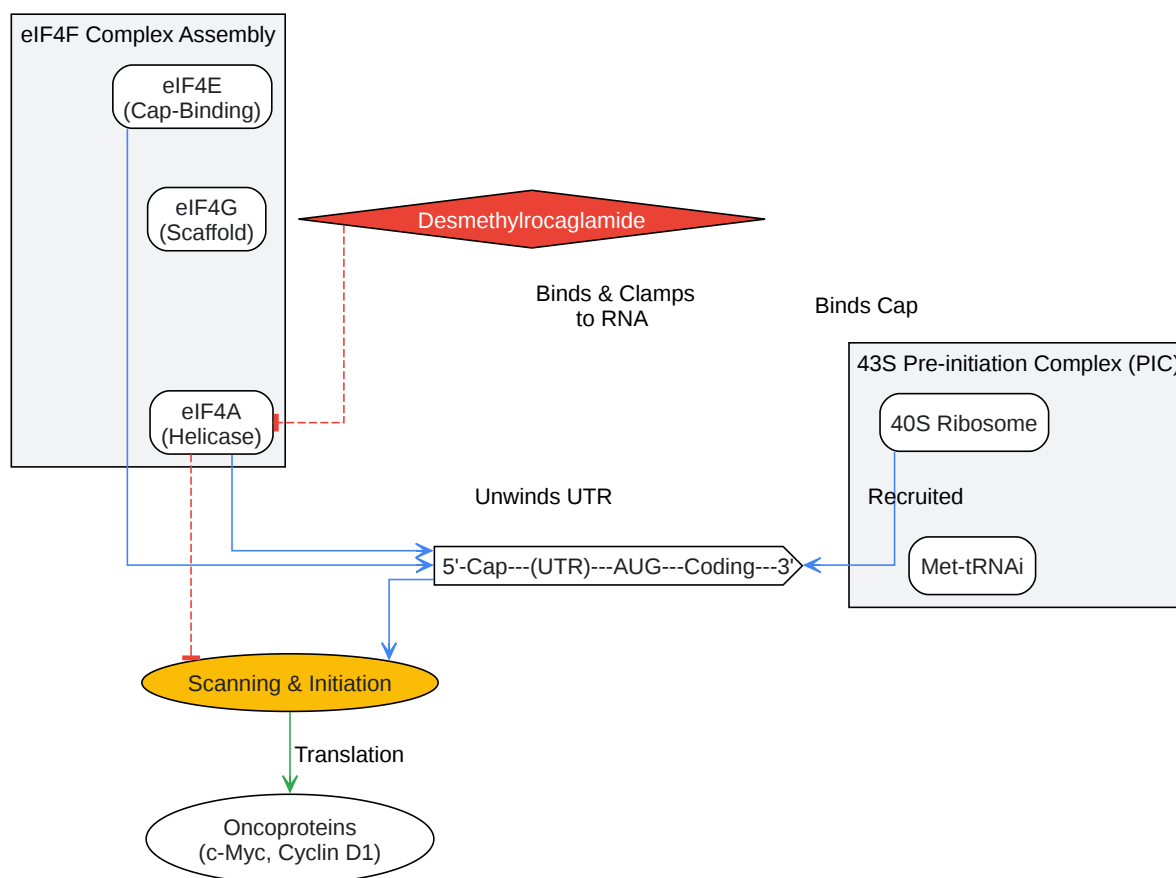 eIF4F Complex Assembly
eIF4E
(Cap-Binding)
eIF4G
(Scaffold)
Desmethylrocaglamide
Binds & Clamps
to RNA
Binds Cap
43S Pre-initiation Complex (PIC)
eIF4A
(Helicase)
40S Ribosome
Unwinds UTR
Recruited
5'-Cap---(UTR)---AUG---Coding---3'
Met-tRNAi
Scanning & Initiation
Translation
Oncoproteins
(c-Myc, Cyclin D1)